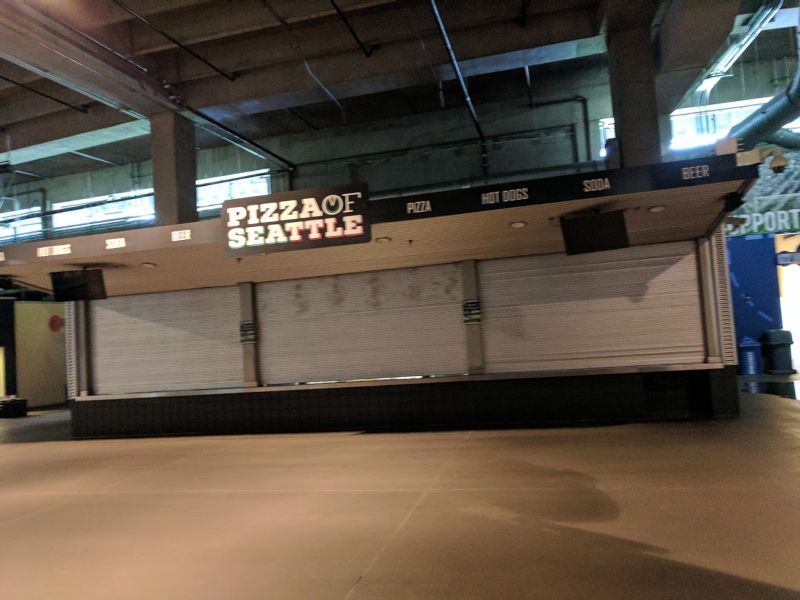 HOT DOGS
SODA
BEER
PIZZA OF
SEATTLE
PIZZA
HOT DOGS
SODA
BEER